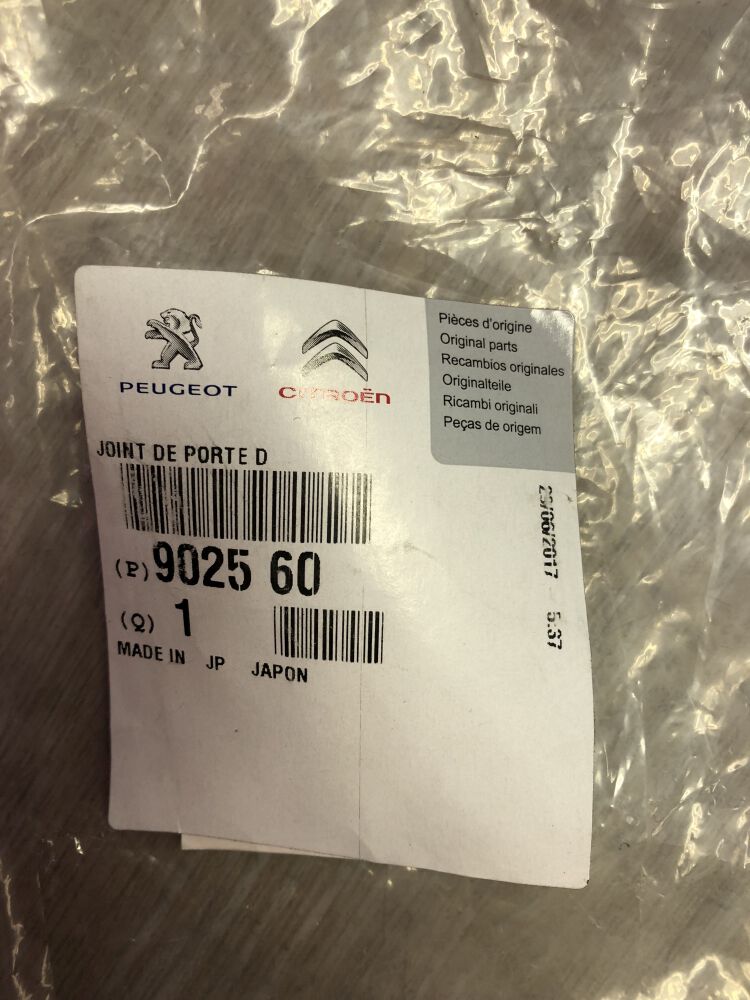 PEUGEOT
CITROËN
Pièces d'origine
Original parts
Recambios originales
Originalteile
Ricambi originali
Peças de origem
JOINT DE PORTE D
(P) 9025 60
(Q) 1
MADE IN JP JAPON
5:37